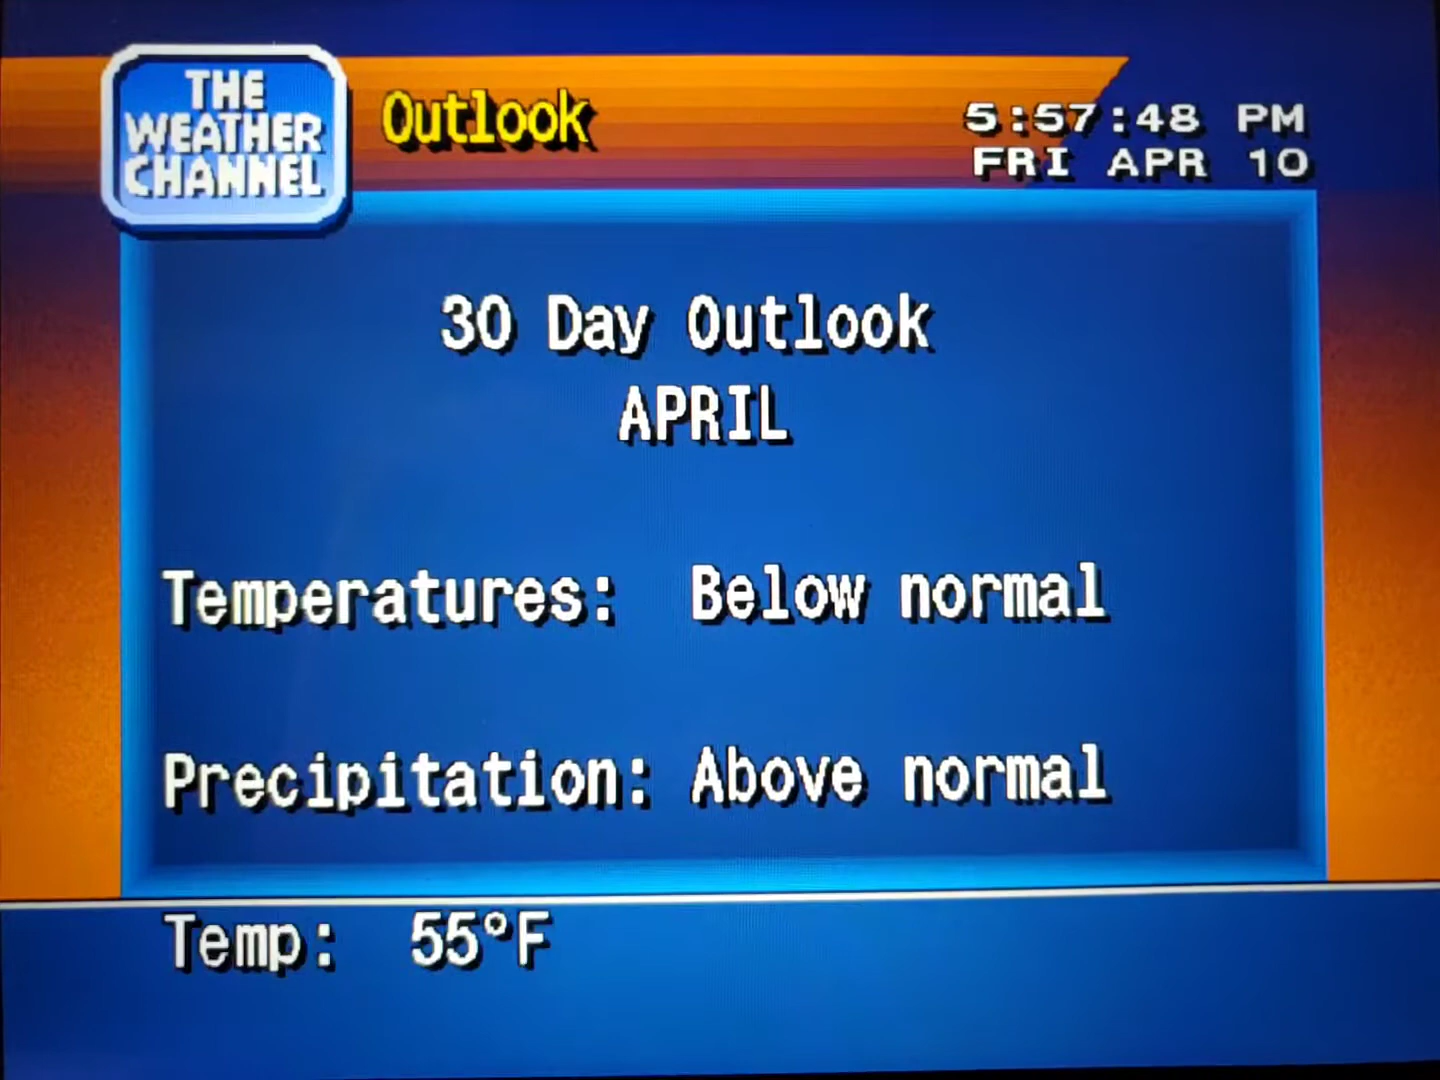 THE
WEATHER
CHANNEL
Outlook
5:57:48 PM
FRI APR 10
30 Day Outlook
APRIL
Temperatures: Below normal
Precipitation: Above normal
Temp: 55°F